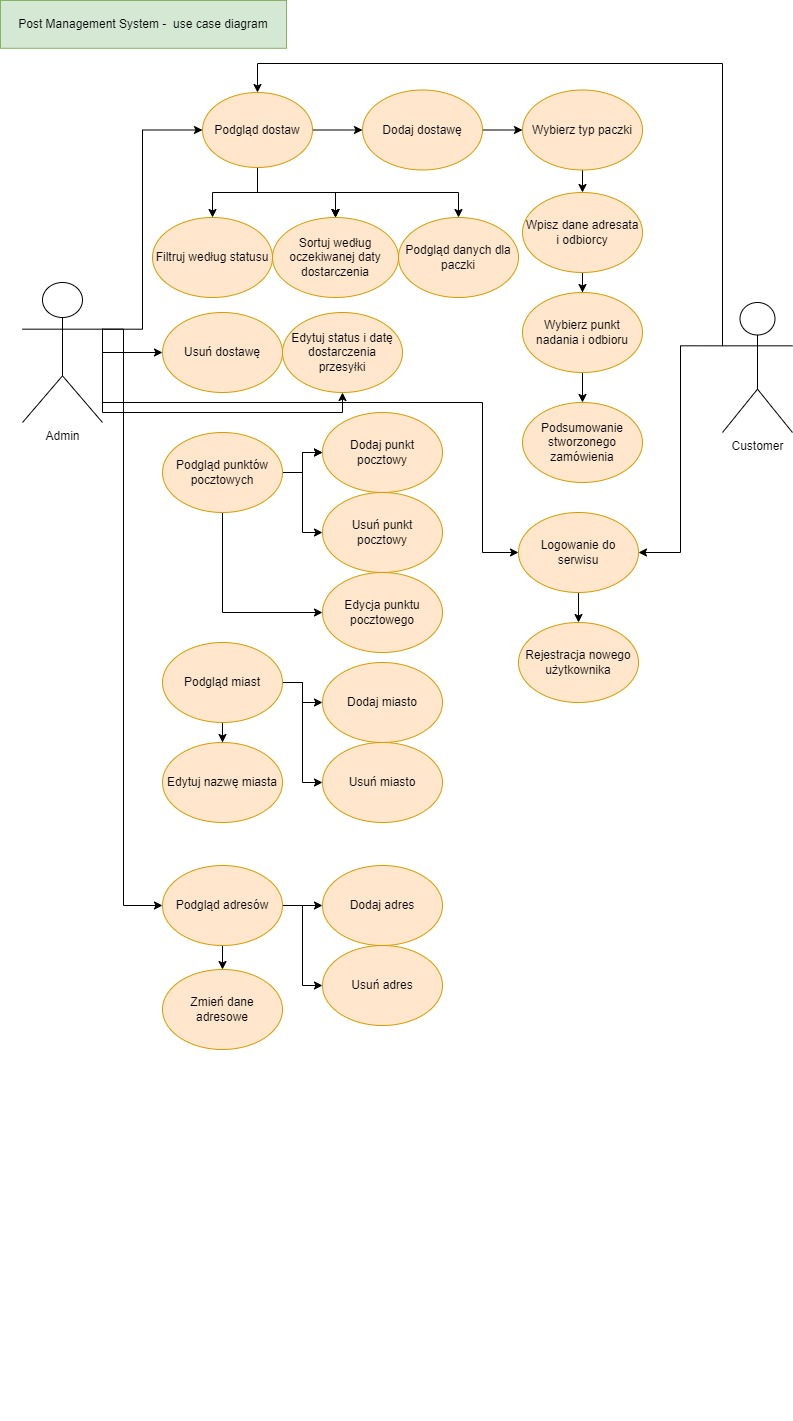 Post Management System -  use case diagram
Podgląd dostaw
Dodaj dostawę
Wybierz typ paczki
Wpisz dane adresata
i odbiorcy
Filtruj według statusu
Sortuj według
oczekiwanej daty
dostarczenia
Podgląd danych dla
paczki
Usuń dostawę
Edytuj status i datę
dostarczenia
przesyłki
Wybierz punkt
nadania i odbioru
Admin
Customer
Podsumowanie
stworzonego
zamówienia
Podgląd punktów
pocztowych
Dodaj punkt
pocztowy
Usuń punkt
pocztowy
Logowanie do
serwisu
Edycja punktu
pocztowego
Rejestracja nowego
użytkownika
Podgląd miast
Dodaj miasto
Edytuj nazwę miasta
Usuń miasto
Podgląd adresów
Dodaj adres
Usuń adres
Zmień dane
adresowe